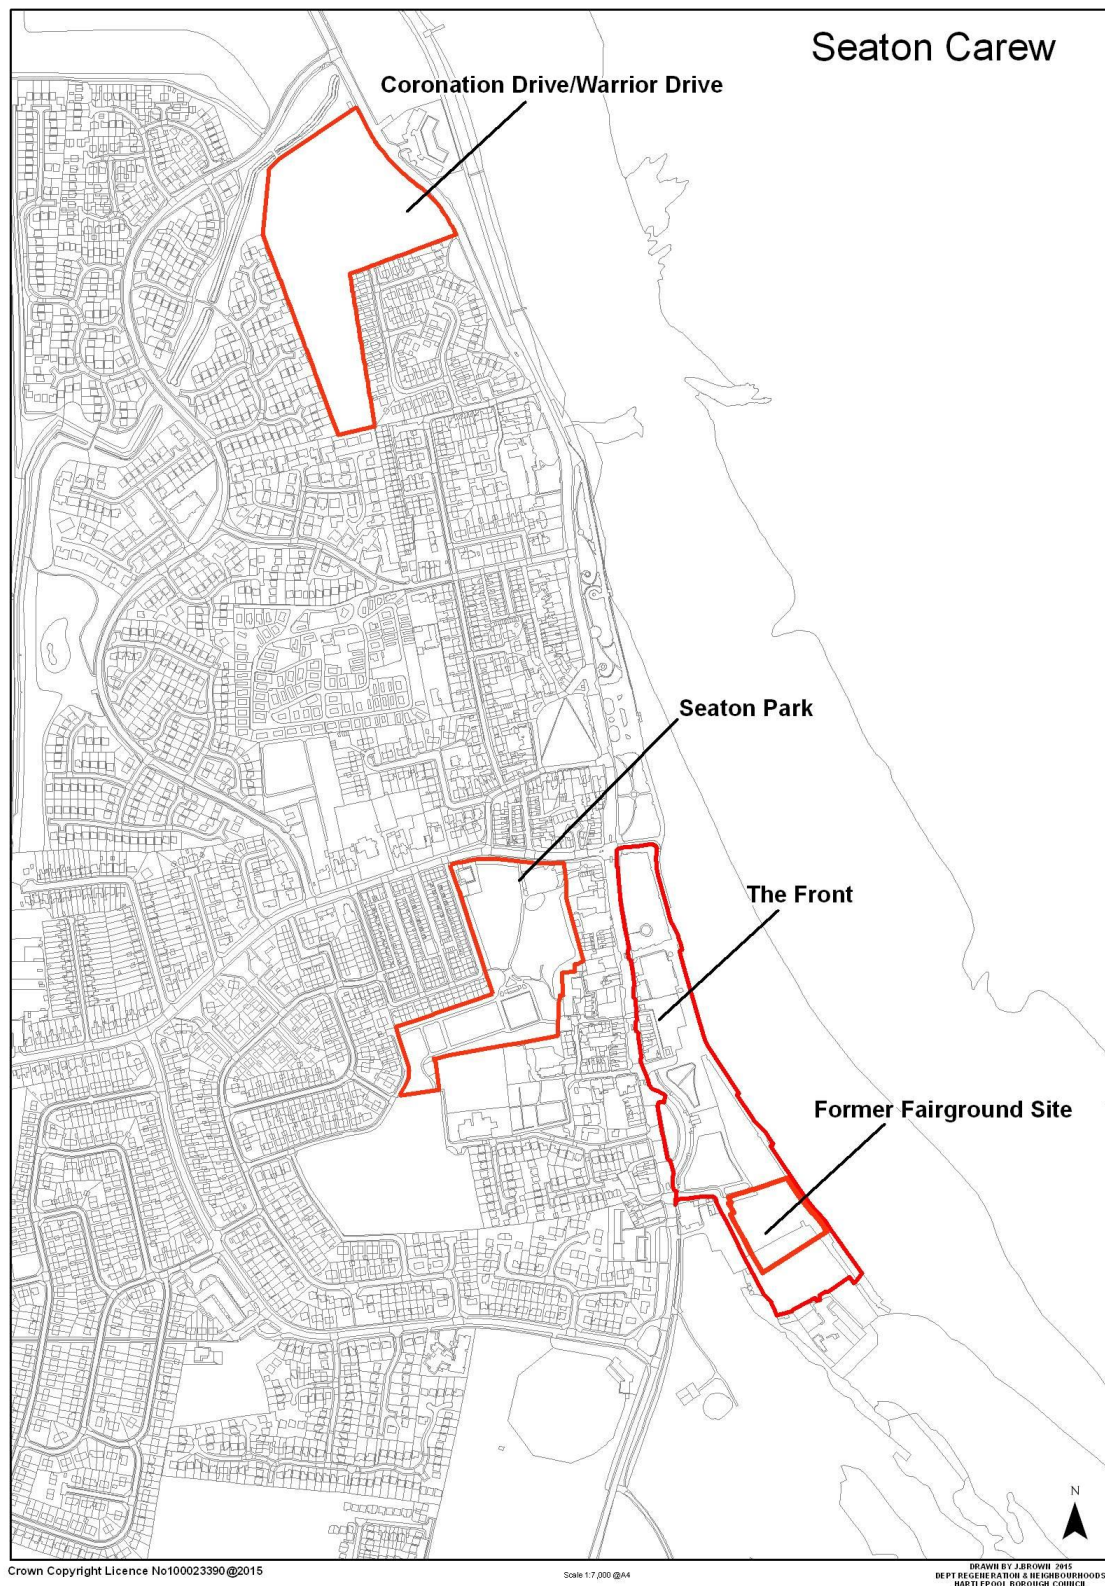 Seaton Carew
Coronation Drive/Warrior Drive
Seaton Park
The Front
Former Fairground Site
N
Crown Copyright Licence No100023390@2015
Scale 1:7,000 @A4
DRAWN BY J.BROWN 2015
DEPT REGENERATION & NEIGHBOURHOODS
HARTLEPOOL BOROUGH COUNCIL